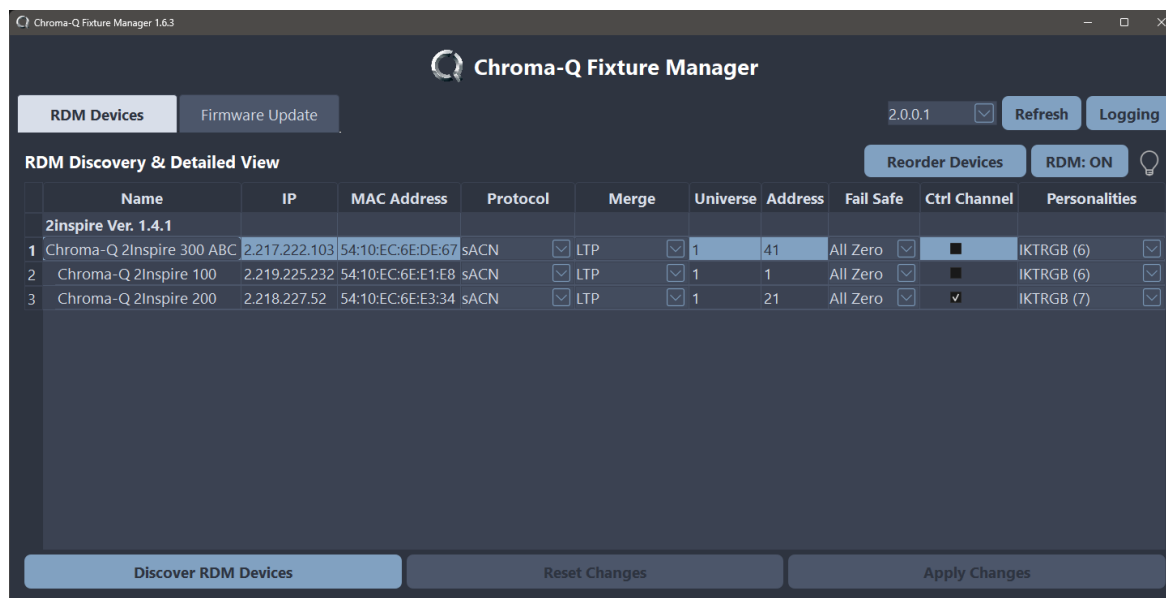 Chroma-Q Fixture Manager 1.6.3
Chroma-Q Fixture Manager
RDM Devices Firmware Update 2.0.0.1 Refresh Logging
RDM Discovery & Detailed View Reorder Devices RDM: ON
Name IP MAC Address Protocol Merge Universe Address Fail Safe Ctrl Channel Personalities
2inspire Ver. 1.4.1
1 Chroma-Q 2Inspire 300 ABC 2.217.222.103 54:10:EC:6E:DE:67 sACN LTP 1 41 All Zero IKTRGB (6)
2 Chroma-Q 2Inspire 100 2.219.225.232 54:10:EC:6E:E1:E8 sACN LTP 1 1 All Zero IKTRGB (6)
3 Chroma-Q 2Inspire 200 2.218.227.52 54:10:EC:6E:E3:34 sACN LTP 1 21 All Zero IKTRGB (7)
Discover RDM Devices Reset Changes Apply Changes